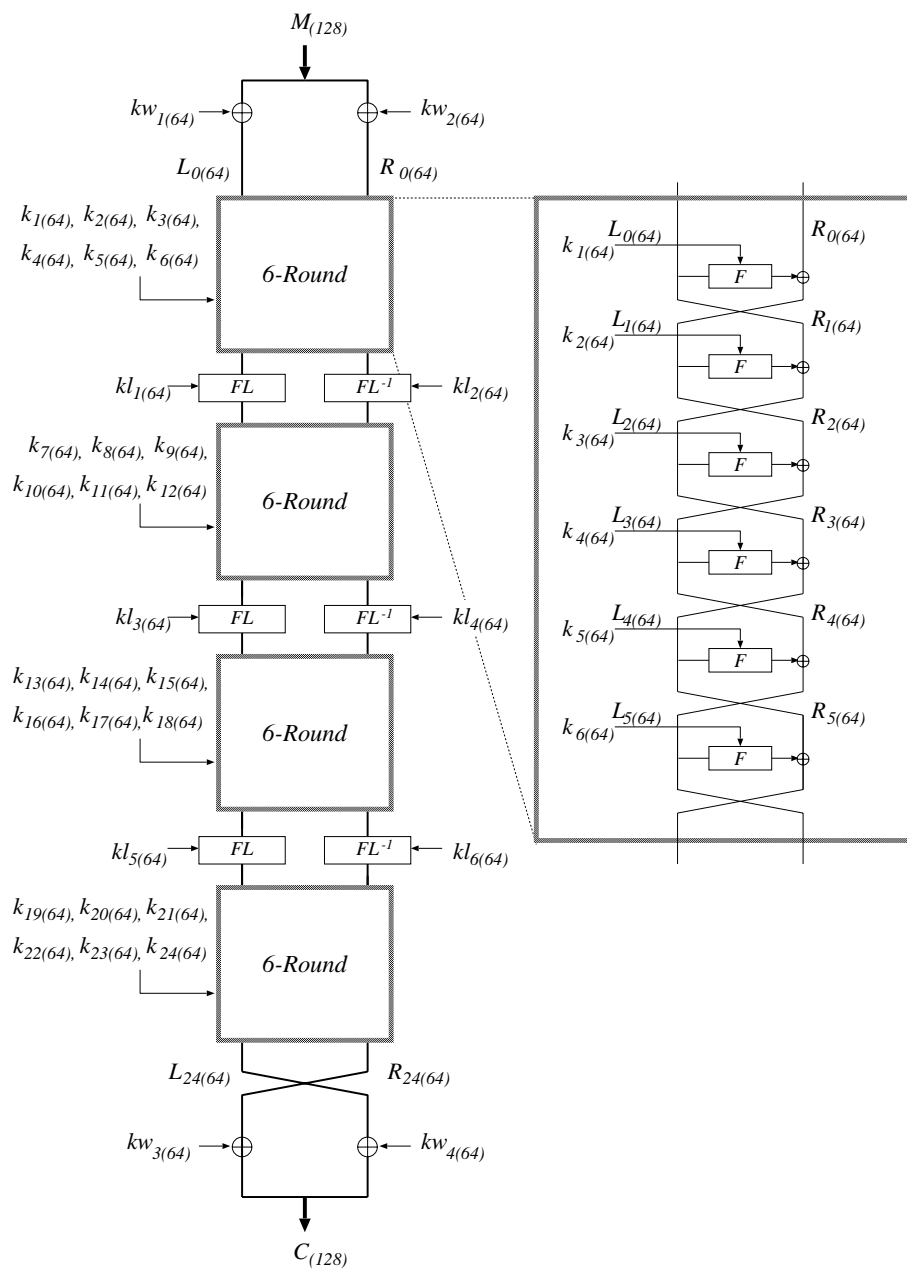 M(128)
kw1(64)
kw2(64)
L0(64)
R0(64)
k1(64), k2(64), k3(64),
k4(64), k5(64), k6(64)
6-Round
kl1(64)
FL
FL-1
kl2(64)
k7(64), k8(64), k9(64),
k10(64), k11(64), k12(64)
6-Round
kl3(64)
FL
FL-1
kl4(64)
k13(64), k14(64), k15(64),
k16(64), k17(64), k18(64)
6-Round
kl5(64)
FL
FL-1
kl6(64)
k19(64), k20(64), k21(64),
k22(64), k23(64), k24(64)
6-Round
L24(64)
R24(64)
kw3(64)
kw4(64)
C(128)
L0(64)
R0(64)
k1(64)
F
L1(64)
R1(64)
k2(64)
F
L2(64)
R2(64)
k3(64)
F
L3(64)
R3(64)
k4(64)
F
L4(64)
R4(64)
k5(64)
F
L5(64)
R5(64)
k6(64)
F